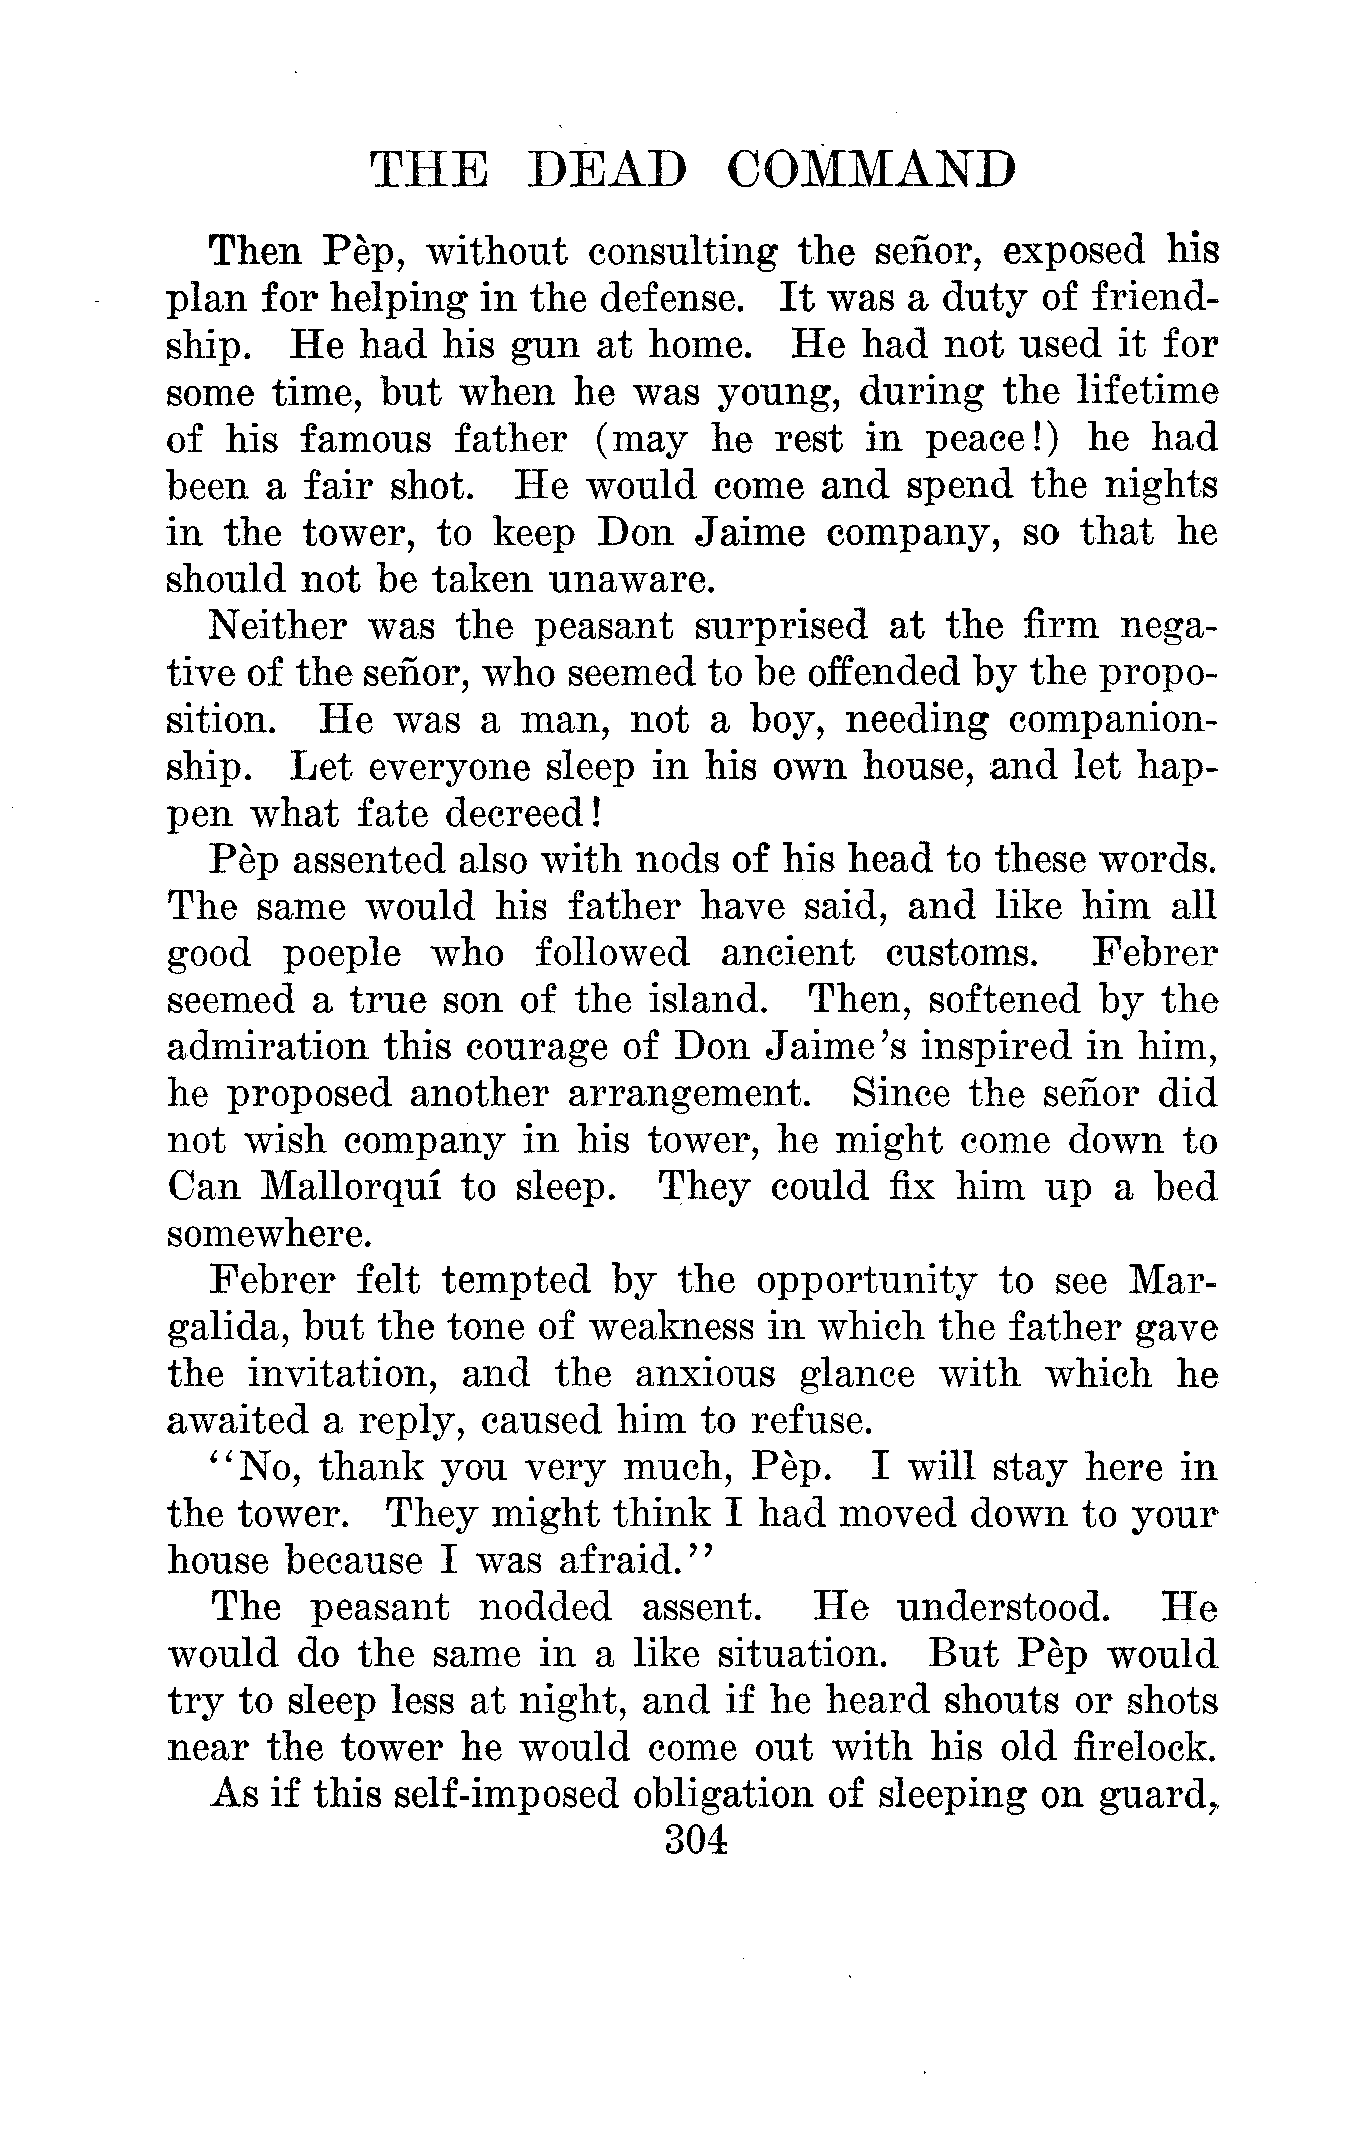 THE DEAD COMMAND
Then Pèp, without consulting the señor, exposed his
plan for helping in the defense. It was a duty of friend-
ship. He had his gun at home. He had not used it for
some time, but when he was young, during the lifetime
of his famous father (may he rest in peace!) he had
been a fair shot. He would come and spend the nights
in the tower, to keep Don Jaime company, so that he
should not be taken unaware.
Neither was the peasant surprised at the firm nega-
tive of the señor, who seemed to be offended by the propo-
sition. He was a man, not a boy, needing companion-
ship. Let everyone sleep in his own house, and let hap-
pen what fate decreed!
Pèp assented also with nods of his head to these words.
The same would his father have said, and like him all
good poeple who followed ancient customs. Febrer
seemed a true son of the island. Then, softened by the
admiration this courage of Don Jaime's inspired in him,
he proposed another arrangement. Since the señor did
not wish company in his tower, he might come down to
Can Mallorquí to sleep. They could fix him up a bed
somewhere.
Febrer felt tempted by the opportunity to see Mar-
galida, but the tone of weakness in which the father gave
the invitation, and the anxious glance with which he
awaited a reply, caused him to refuse.
"No, thank you very much, Pèp. I will stay here in
the tower. They might think I had moved down to your
house because I was afraid."
The peasant nodded assent. He understood. He
would do the same in a like situation. But Pèp would
try to sleep less at night, and if he heard shouts or shots
near the tower he would come out with his old firelock.
As if this self-imposed obligation of sleeping on guard,
304